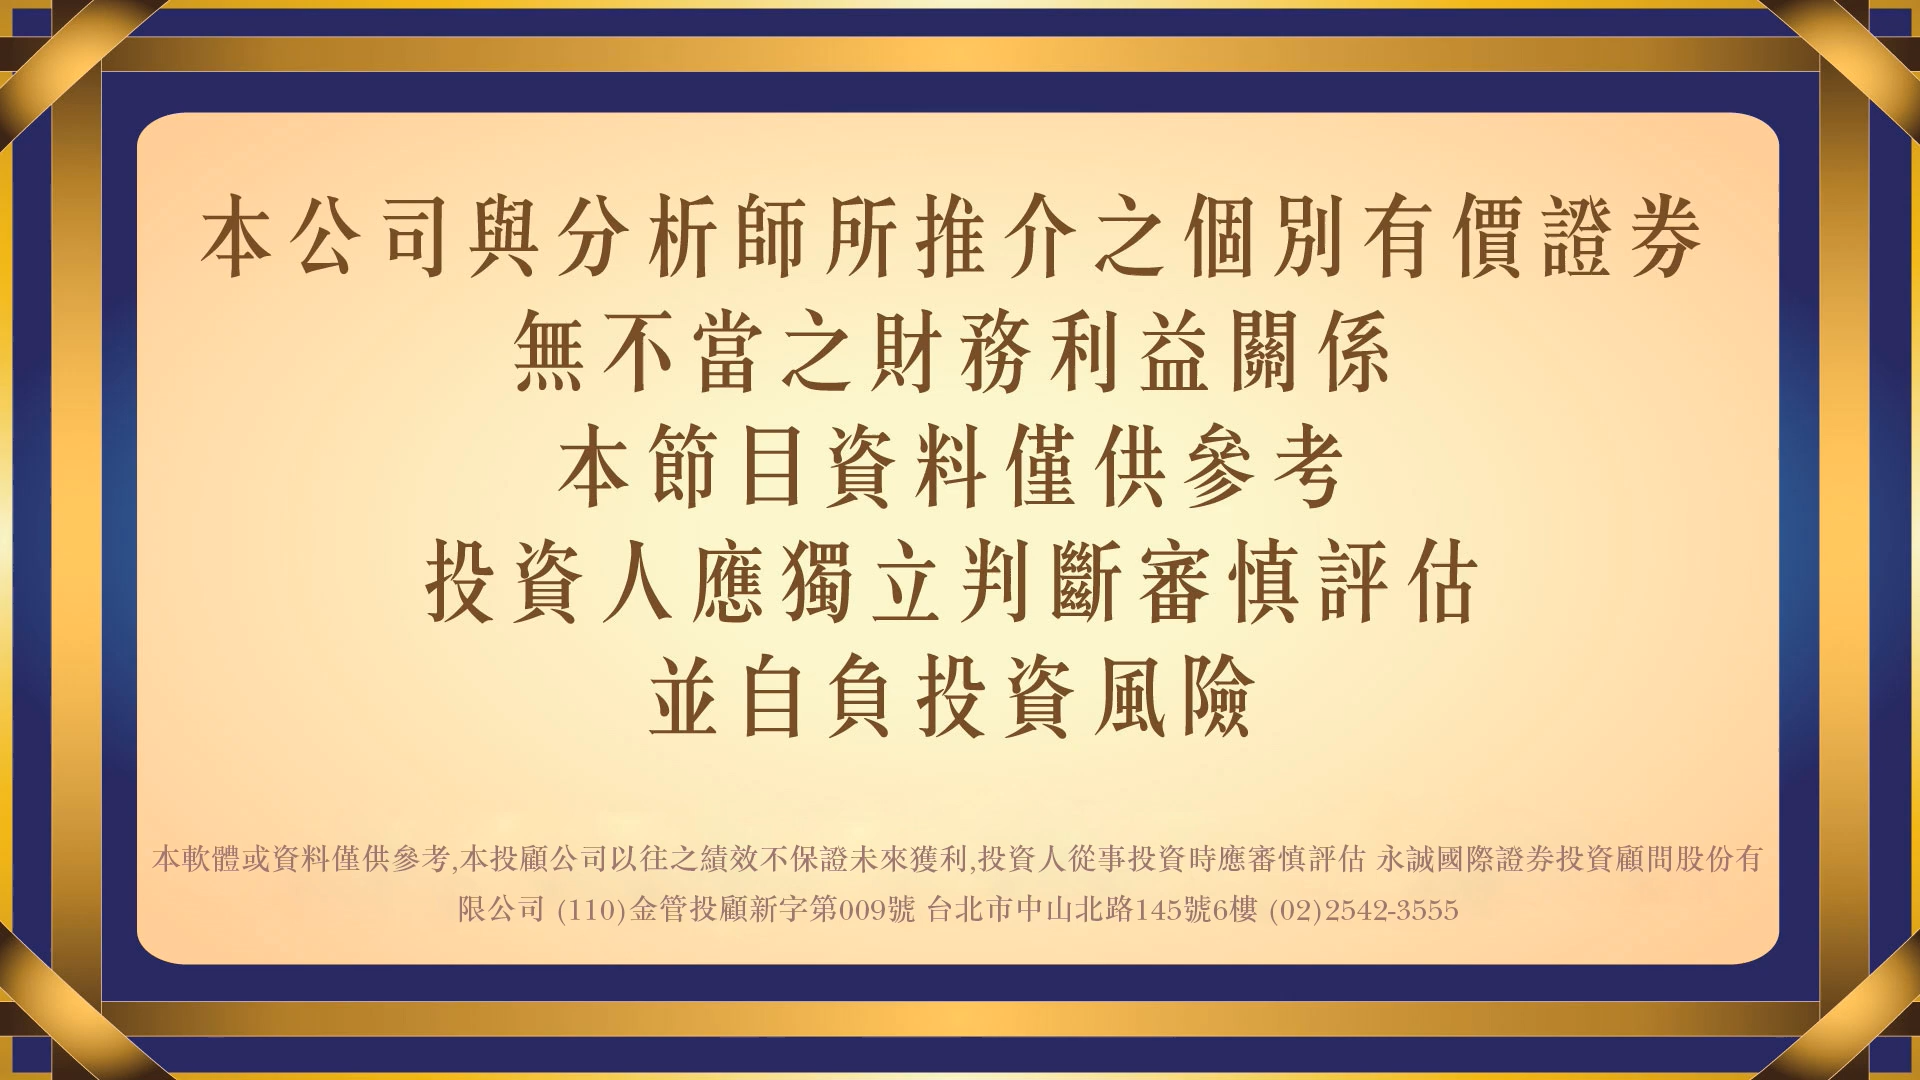 本公司與分析師所推介之個別有價證券
無不當之財務利益關係
本節目資料僅供參考
投資人應獨立判斷審慎評估
並自負投資風險
本軟體或資料僅供參考,本投顧公司以往之績效不保證未來獲利,投資人從事投資時應審慎評估 永誠國際證券投資顧問股份有
限公司 (110)金管投顧新字第009號 台北市中山北路145號6樓 (02)2542-3555